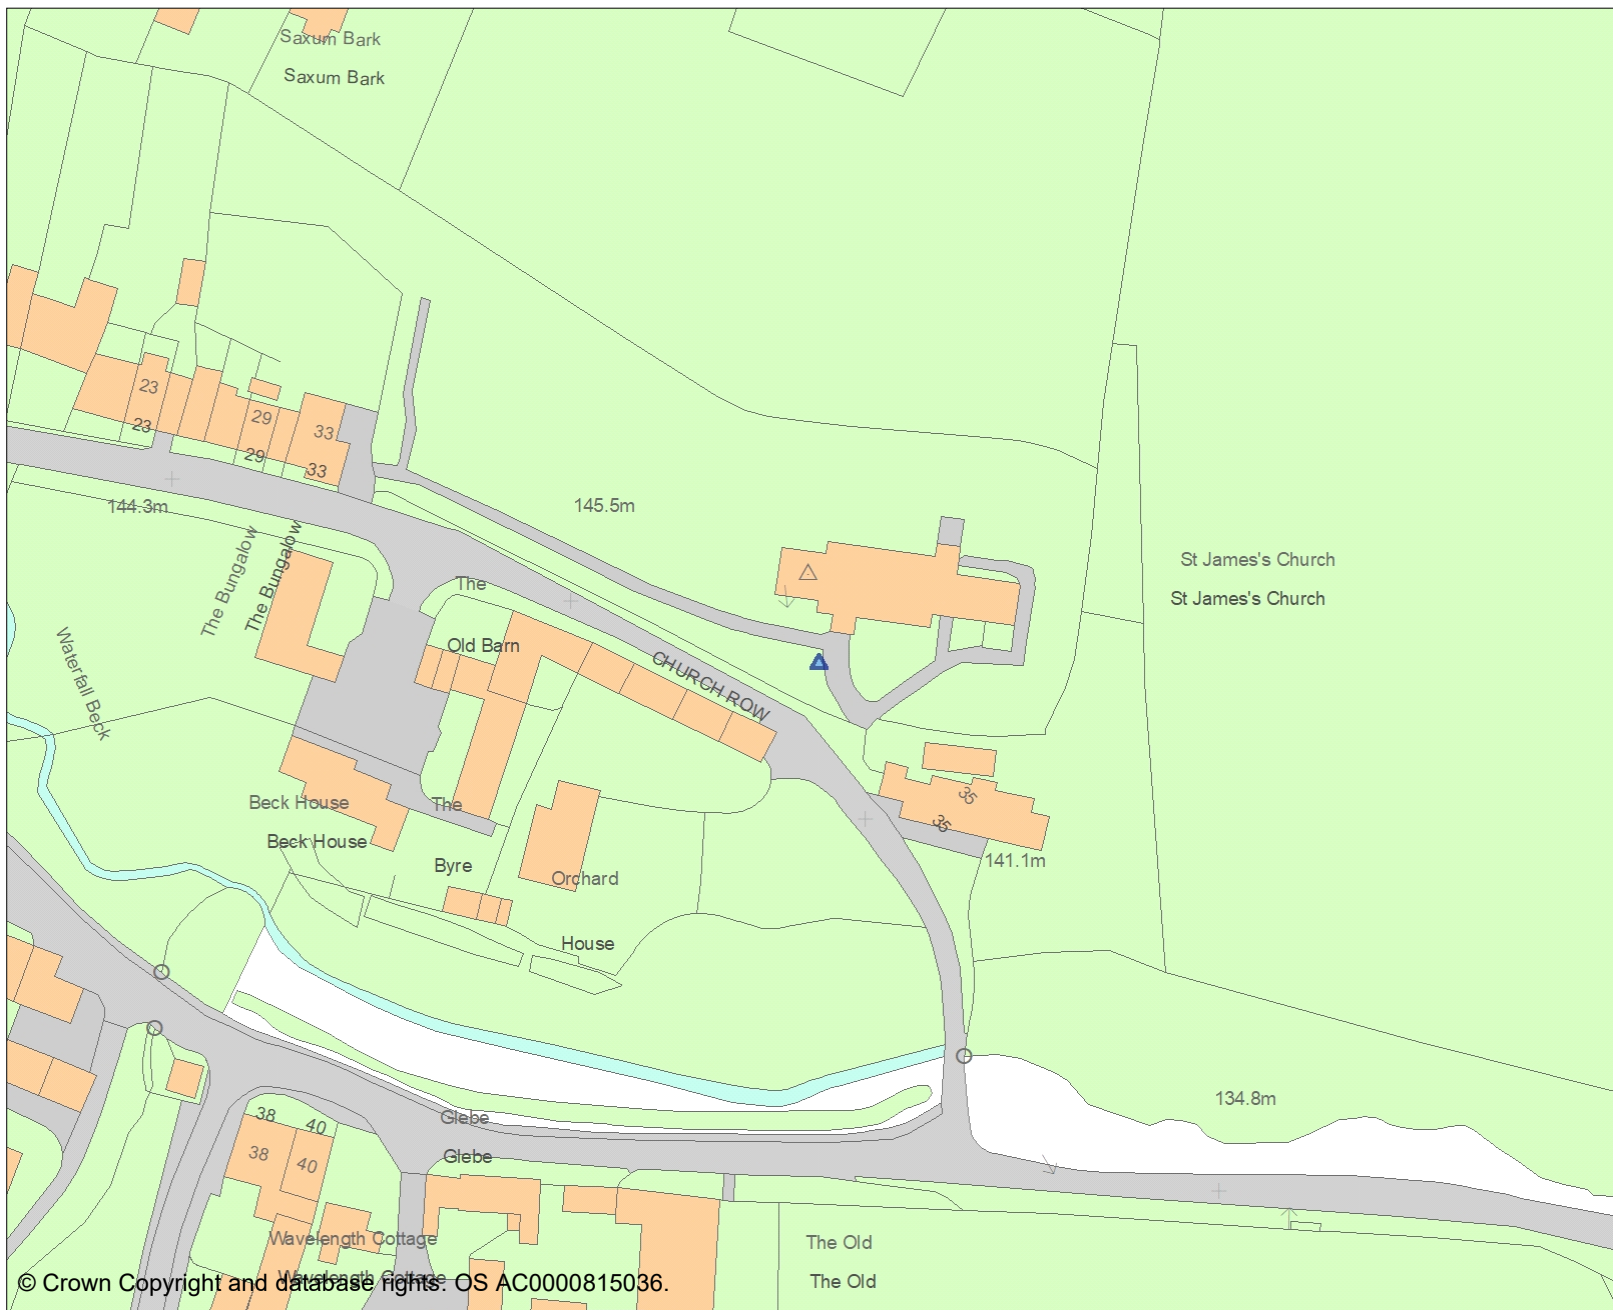 Saxum Bark
Saxum Bark
23
23
29
29
33
33
144.3m
145.5m
The Bungalow
The Bungalow
The
Old Barn
CHURCH ROW
St James's Church
St James's Church
Waterfall Beck
Beck House
Beck House
The
Byre
Orchard
House
35
35
141.1m
134.8m
38
40
38
40
Glebe
Glebe
Wavelength Cottage
Wavelength Cottage
The Old
The Old
© Crown Copyright and database rights. OS AC0000815036.